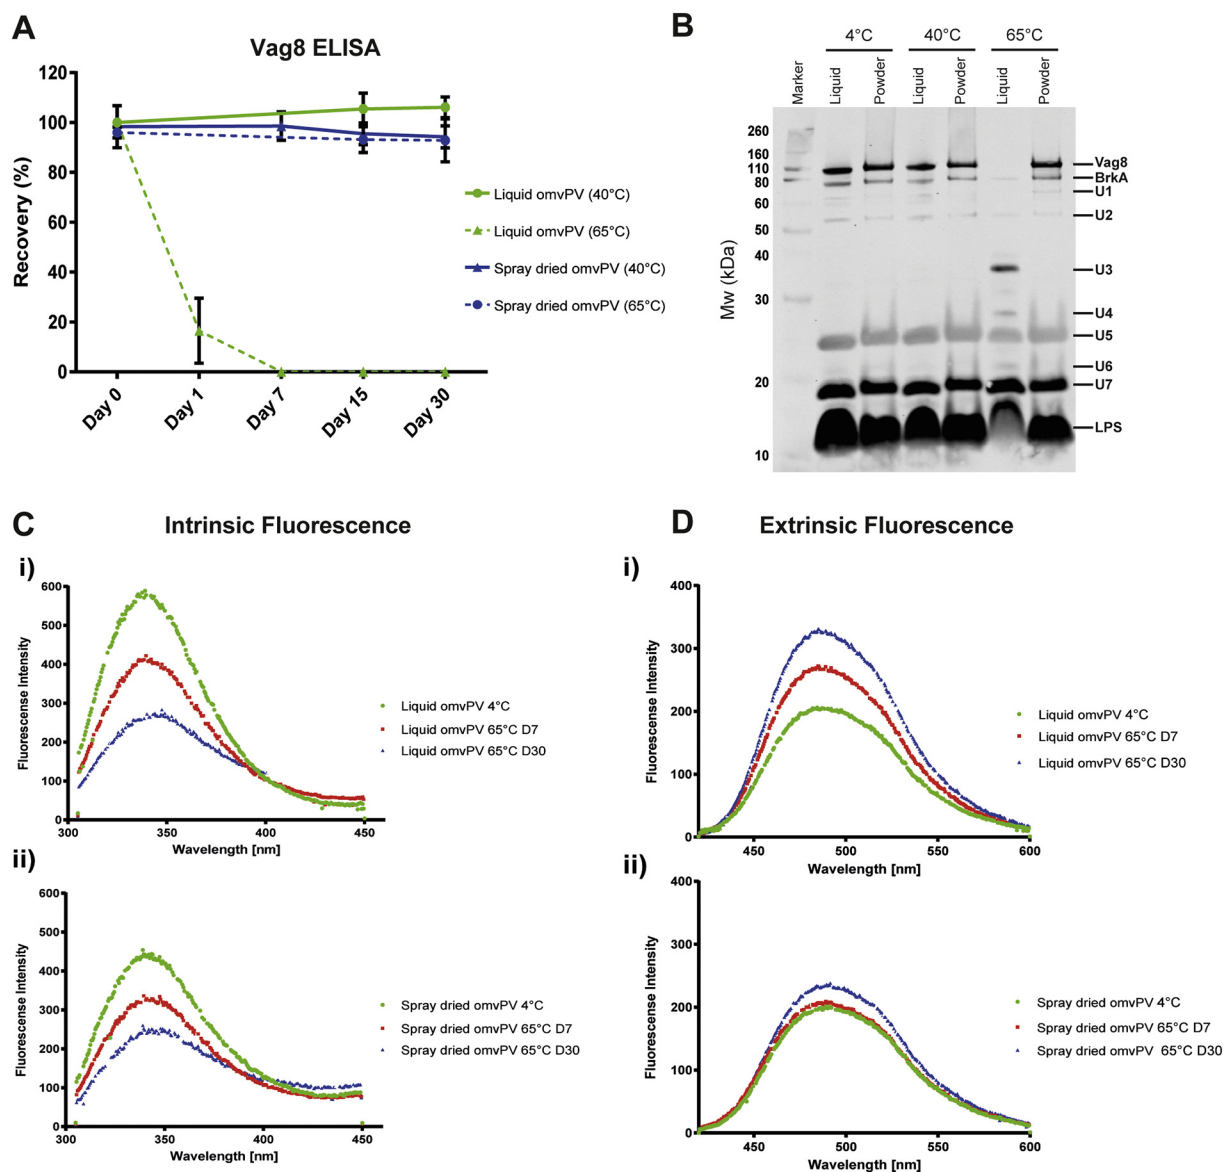 A
Vag8 ELISA
Recovery (%)
120
100
80
60
40
20
0
Day 0
Day 1
Day 7
Day 15
Day 30
Liquid omvPV (40°C)
Liquid omvPV (65°C)
Spray dried omvPV (40°C)
Spray dried omvPV (65°C)
B
4°C
40°C
65°C
Marker
Liquid
Powder
Liquid
Powder
Liquid
Powder
Mw (kDa)
260
160
110
80
60
50
40
30
20
10
Vag8
BrkA
U1
U2
U3
U4
U5
U6
U7
LPS
C
Intrinsic Fluorescence
i)
Fluorescense Intensity
600
500
400
300
200
100
0
300
350
400
450
Wavelength [nm]
Liquid omvPV 4°C
Liquid omvPV 65°C D7
Liquid omvPV 65°C D30
ii)
Fluorescense Intensity
600
500
400
300
200
100
0
300
350
400
450
Wavelength [nm]
Spray dried omvPV 4°C
Spray dried omvPV 65°C D7
Spray dried omvPV 65°C D30
D
Extrinsic Fluorescence
i)
Fluorescense Intensity
400
300
200
100
0
450
500
550
600
Wavelength [nm]
Liquid omvPV 4°C
Liquid omvPV 65°C D7
Liquid omvPV 65°C D30
ii)
Fluorescense Intensity
400
300
200
100
0
450
500
550
600
Wavelength [nm]
Spray dried omvPV 4°C
Spray dried omvPV 65°C D7
Spray dried omvPV 65°C D30